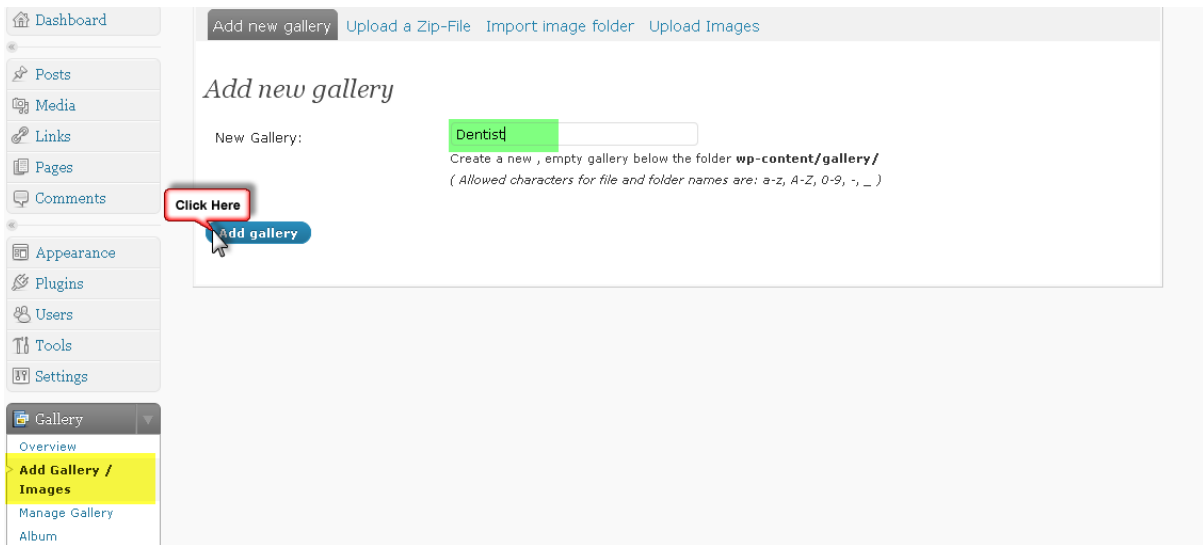 Dashboard
Posts
Media
Links
Pages
Comments
Appearance
Plugins
Users
Tools
Settings
Gallery
Overview
Add Gallery /
Images
Manage Gallery
Album
Add new gallery Upload a Zip-File Import image folder Upload Images
Add new gallery
New Gallery: Dentist
Create a new , empty gallery below the folder wp-content/gallery/
( Allowed characters for file and folder names are: a-z, A-Z, 0-9, -, _ )
Click Here
Add gallery